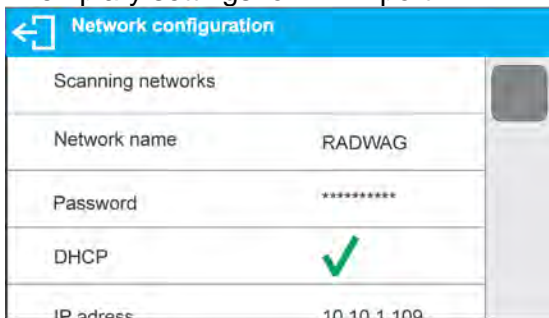 Network configuration
Scanning networks
Network name RADWAG
Password **********
DHCP
IP adress 10.10.1.109